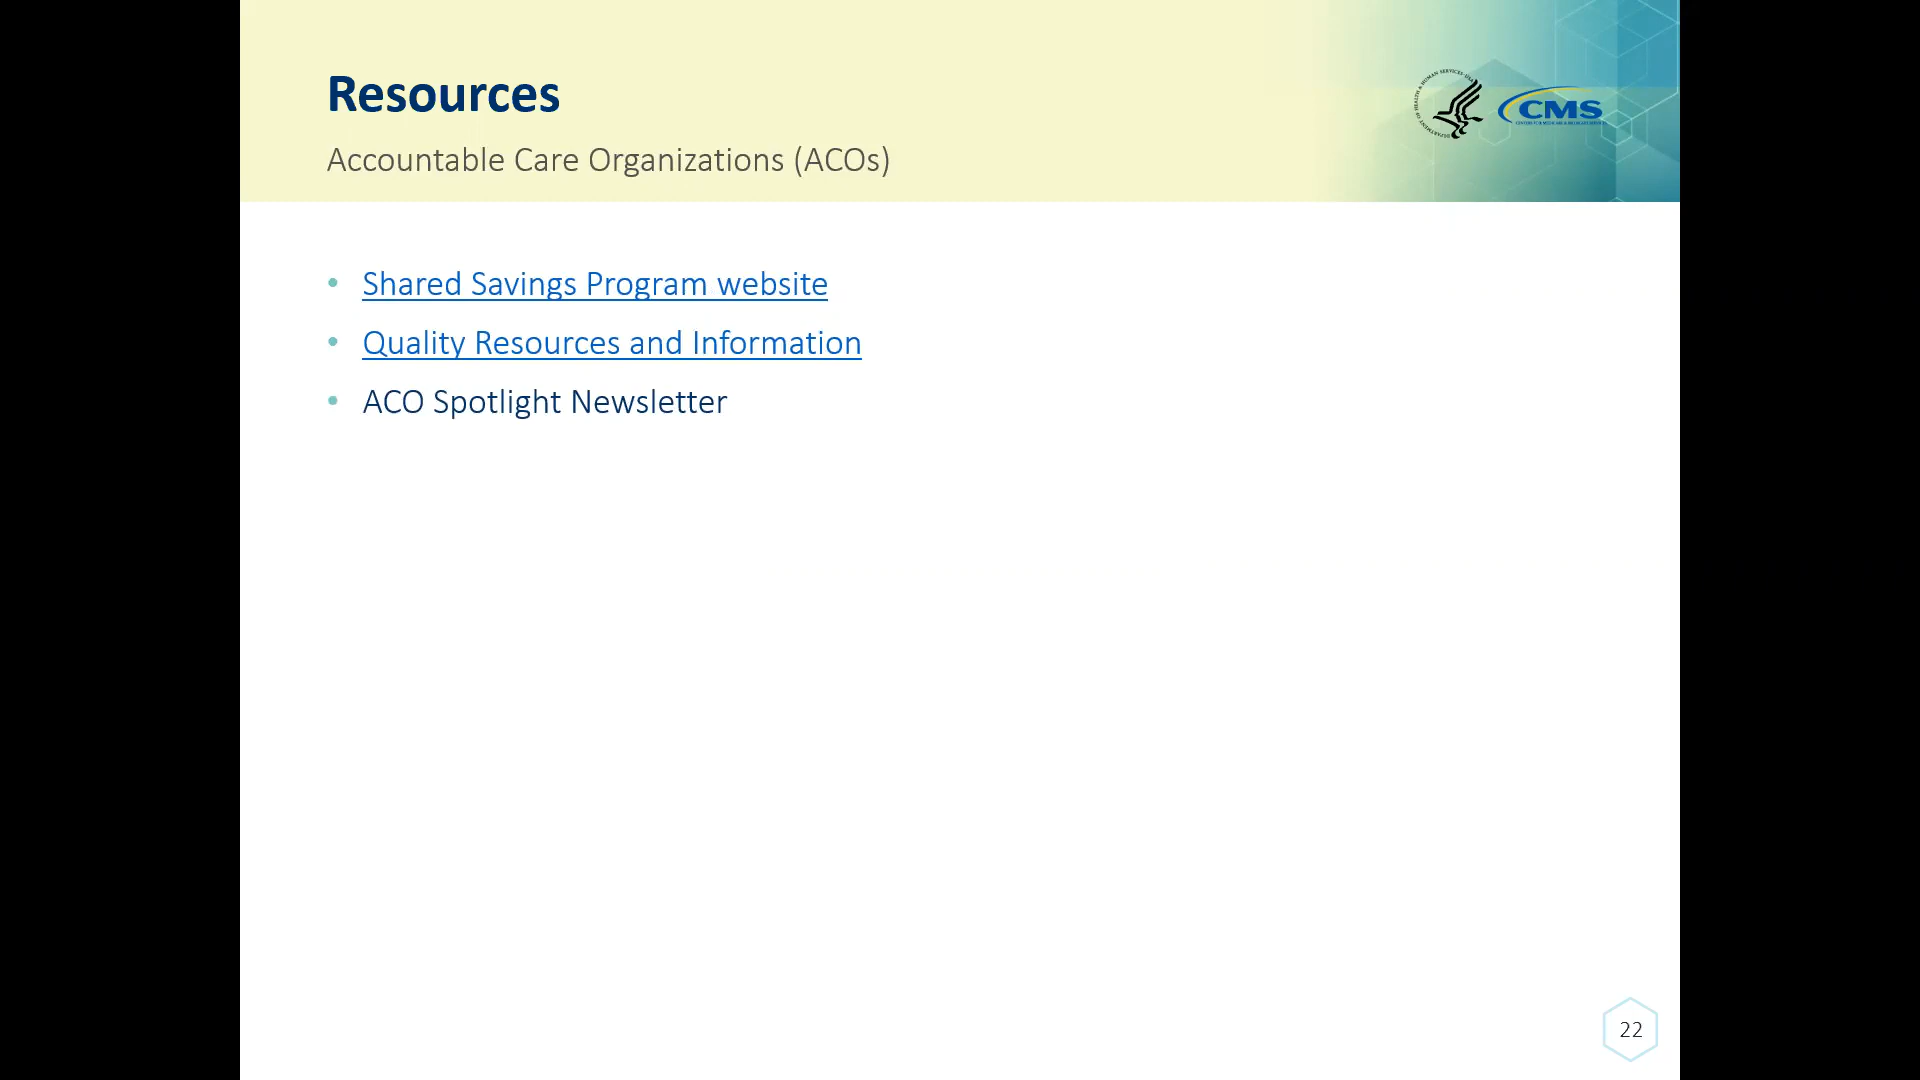 Resources
Accountable Care Organizations (ACOs)
CMS
• Shared Savings Program website
• Quality Resources and Information
• ACO Spotlight Newsletter
22